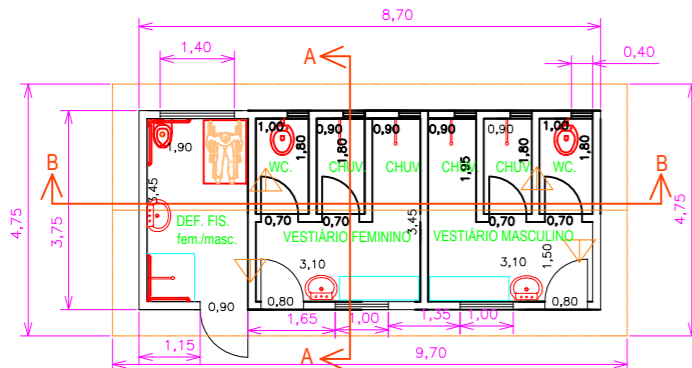 8,70
1,40
A
0,40
1,00
0,90
0,90
0,90
1,00
1,90
1,80
1,80
1,95
1,80
1,80
B
WC.
CHUV.
CHUV.
CHUV.
CHUV.
WC.
B
4,75
3,75
3,45
0,70
0,70
3,45
0,70
0,70
4,75
DEF. FIS.
fem./masc.
VESTIÁRIO FEMININO
VESTIÁRIO MASCULINO
3,10
3,10
1,50
0,90
0,80
0,80
1,65
1,00
1,35
1,00
1,15
A
9,70